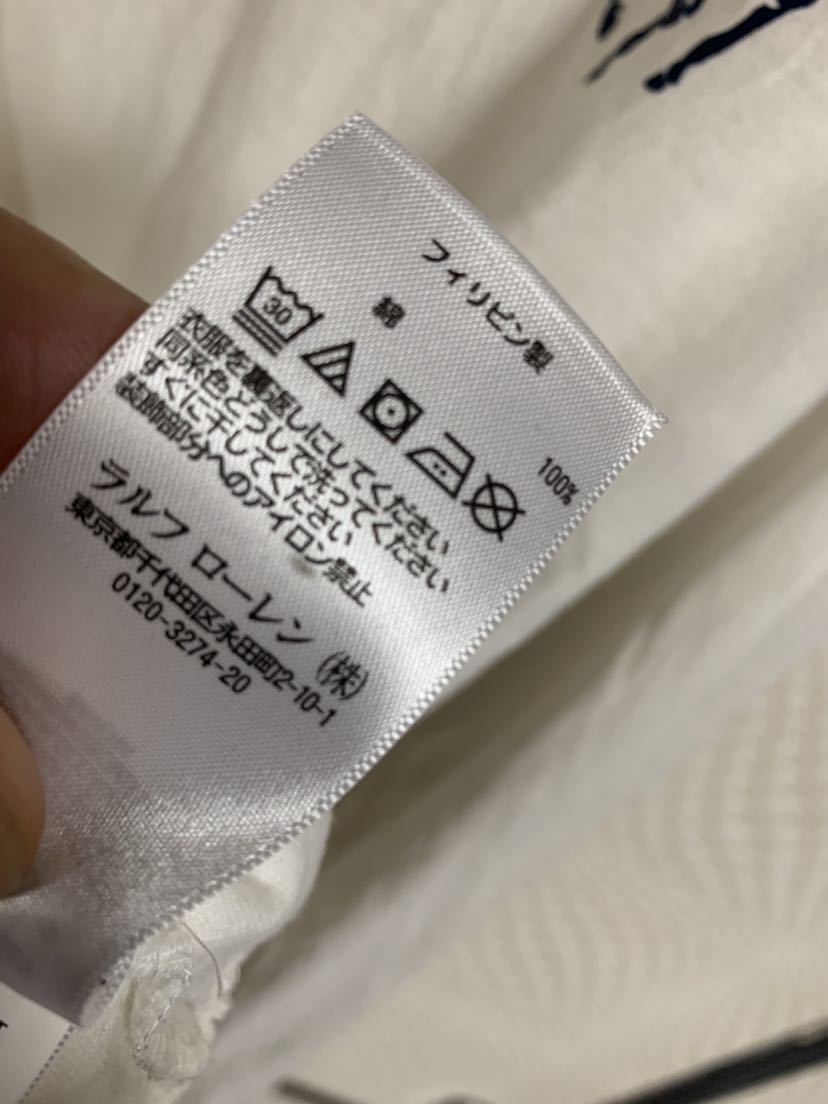 フィリピン製
綿 100%
30
衣服を裏返しにしてください
同系色どうしで洗ってください
すぐに干してください
装飾部分へのアイロン禁止
ラルフ ローレン (株)
東京都千代田区永田町2-10-1
0120-3274-20